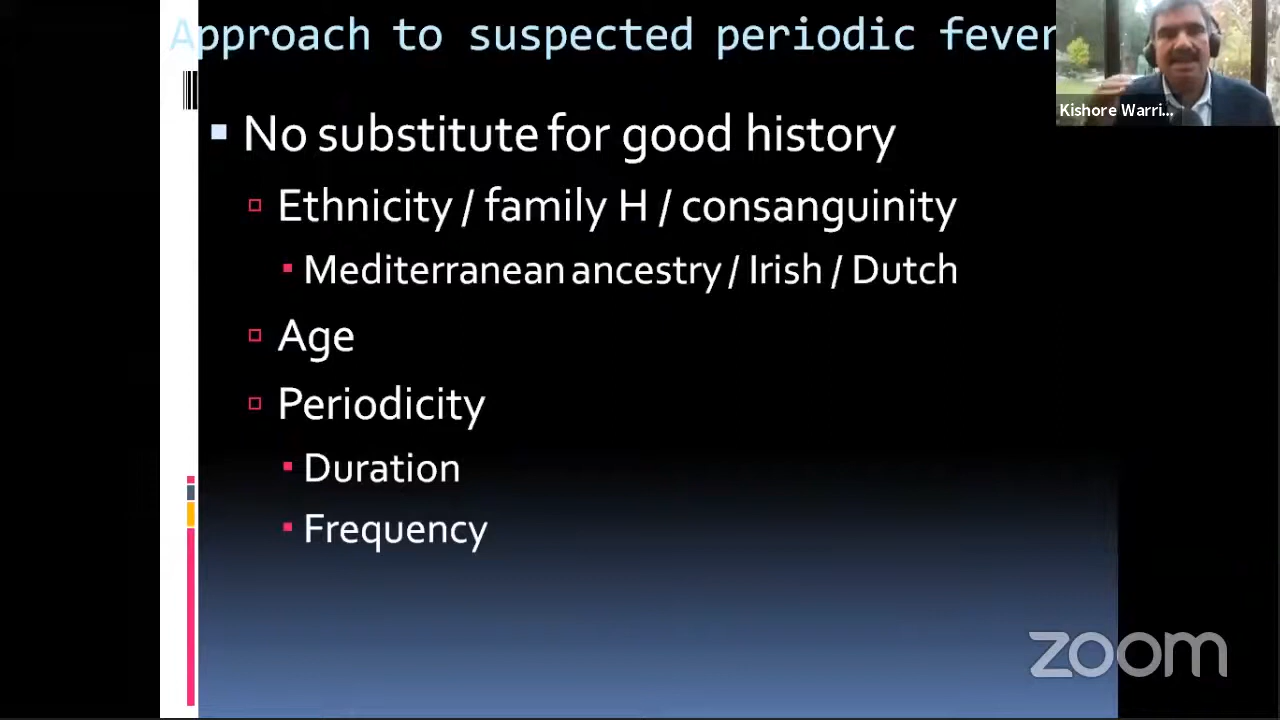 Approach to suspected periodic fever
Kishore Warri...
No substitute for good history
Ethnicity / family H / consanguinity
Mediterranean ancestry / Irish / Dutch
Age
Periodicity
Duration
Frequency
zoom